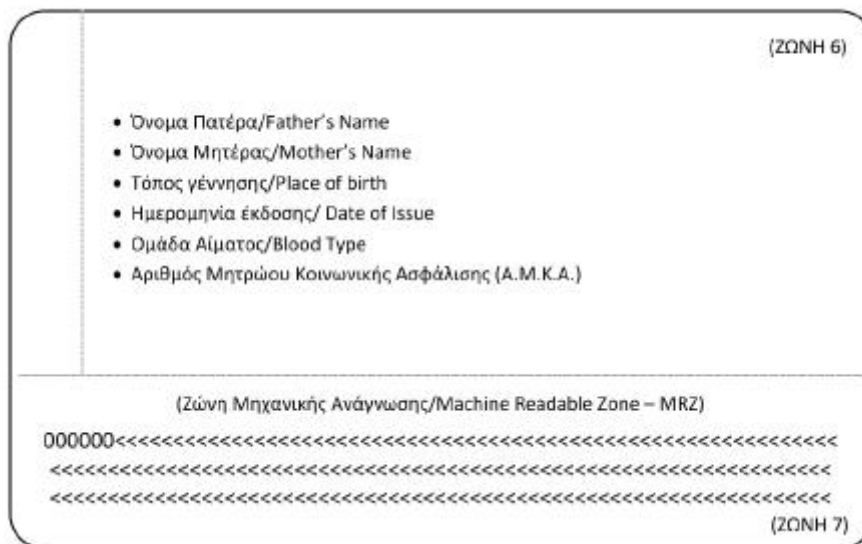 (ΖΩΝΗ 6)
• Όνομα Πατέρα/Father's Name
• Όνομα Μητέρας/Mother's Name
• Τόπος γέννησης/Place of birth
• Ημερομηνία έκδοσης/ Date of Issue
• Ομάδα Αίματος/Blood Type
• Αριθμός Μητρώου Κοινωνικής Ασφάλισης (Α.Μ.Κ.Α.)
(Ζώνη Μηχανικής Ανάγνωσης/Machine Readable Zone – MRZ)
000000<<<<<<<<<<<<<<<<<<<<<<<<<<<<<<<<<<<<<<<<<<<<<<<<<<<<<<<<<<<<<<
<<<<<<<<<<<<<<<<<<<<<<<<<<<<<<<<<<<<<<<<<<<<<<<<<<<<<<<<<<<<<<<<<<<
<<<<<<<<<<<<<<<<<<<<<<<<<<<<<<<<<<<<<<<<<<<<<<<<<<<<<<<<<<<<<<<<<<<
(ΖΩΝΗ 7)